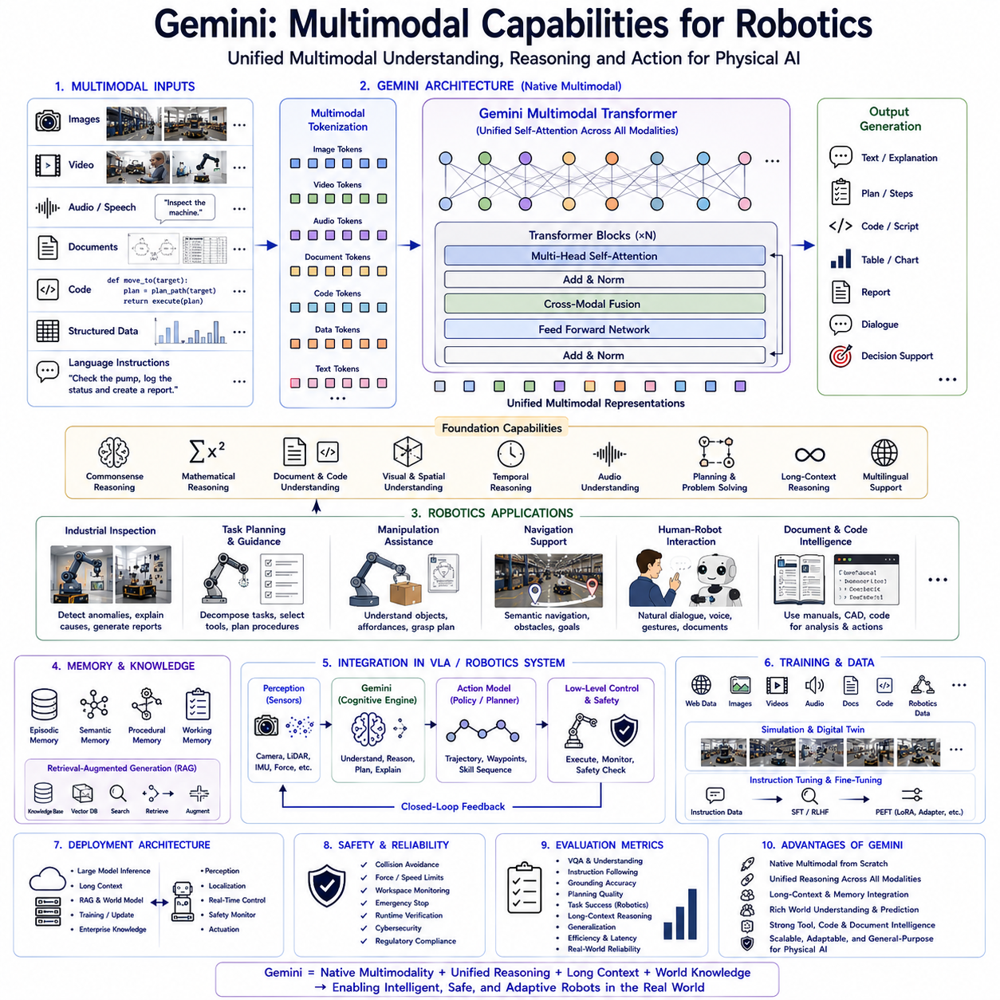 Gemini: Multimodal Capabilities for Robotics
Unified Multimodal Understanding, Reasoning and Action for Physical AI
1. MULTIMODAL INPUTS
Images
...
Video
...
Audio / Speech
"Inspect the
machine."
...
Documents
...
Code
def move_to(target):
plan = plan_path(target)
return execute(plan)
...
Structured Data
...
Language Instructions
"Check the pump, log the
status and create a report."
...
2. GEMINI ARCHITECTURE (Native Multimodal)
Multimodal
Tokenization
Image Tokens
Video Tokens
Audio Tokens
Document Tokens
Code Tokens
Data Tokens
Text Tokens
...
Gemini Multimodal Transformer
(Unified Self-Attention Across All Modalities)
...
Transformer Blocks (×N)
Multi-Head Self-Attention
Add & Norm
Cross-Modal Fusion
Feed Forward Network
Add & Norm
Unified Multimodal Representations
Output
Generation
Text / Explanation
Plan / Steps
</> Code / Script
Table / Chart
Report
Dialogue
Decision Support
...
Foundation Capabilities
Commonsense
Reasoning
Σx²
Mathematical
Reasoning
Document & Code
Understanding
Visual & Spatial
Understanding
Temporal
Reasoning
Audio
Understanding
Planning &
Problem Solving
Long-Context
Reasoning
Multilingual
Support
3. ROBOTICS APPLICATIONS
Industrial Inspection
Detect anomalies, explain
causes, generate reports
Task Planning
& Guidance
Decompose tasks, select
tools, plan procedures
Manipulation
Assistance
Understand objects,
affordances, grasp plan
Navigation
Support
Semantic navigation,
obstacles, goals
Human-Robot
Interaction
Natural dialogue, voice,
gestures, documents
Document & Code
Intelligence
Use manuals, CAD, code
for analysis & actions
...
4. MEMORY & KNOWLEDGE
Episodic
Memory
Semantic
Memory
Procedural
Memory
Working
Memory
Retrieval-Augmented Generation (RAG)
Knowledge Base
Vector DB
Search
Retrieve
Augment
5. INTEGRATION IN VLA / ROBOTICS SYSTEM
Perception
(Sensors)
Camera, LiDAR,
IMU, Force, etc.
Gemini
(Cognitive Engine)
Understand, Reason,
Plan, Explain
Action Model
(Policy / Planner)
Trajectory, Waypoints,
Skill Sequence
Low-Level Control
& Safety
Execute, Monitor,
Safety Check
Closed-Loop Feedback
6. TRAINING & DATA
Web Data
Images
Videos
Audio
Docs
Code
Robotics
Data
...
Simulation & Digital Twin
...
Instruction Tuning & Fine-Tuning
Instruction Data
SFT / RLHF
PEFT (LoRA, Adapter, etc.)
7. DEPLOYMENT ARCHITECTURE
• Large Model Inference
• Long Context
• RAG & World Model
• Training / Update
• Enterprise Knowledge
• Perception
• Localization
• Real-Time Control
• Safety Monitor
• Actuation
8. SAFETY & RELIABILITY
✓ Collision Avoidance
✓ Force / Speed Limits
✓ Workspace Monitoring
✓ Emergency Stop
✓ Runtime Verification
✓ Cybersecurity
✓ Regulatory Compliance
9. EVALUATION METRICS
• VQA & Understanding
• Instruction Following
• Grounding Accuracy
• Planning Quality
• Task Success (Robotics)
• Long-Context Reasoning
• Generalization
• Efficiency & Latency
• Real-World Reliability
10. ADVANTAGES OF GEMINI
Native Multimodal from Scratch
Unified Reasoning Across All Modalities
Long-Context & Memory Integration
Rich World Understanding & Prediction
Strong Tool, Code & Document Intelligence
Scalable, Adaptable, and General-Purpose
for Physical AI
Gemini = Native Multimodality + Unified Reasoning + Long Context + World Knowledge
→ Enabling Intelligent, Safe, and Adaptive Robots in the Real World